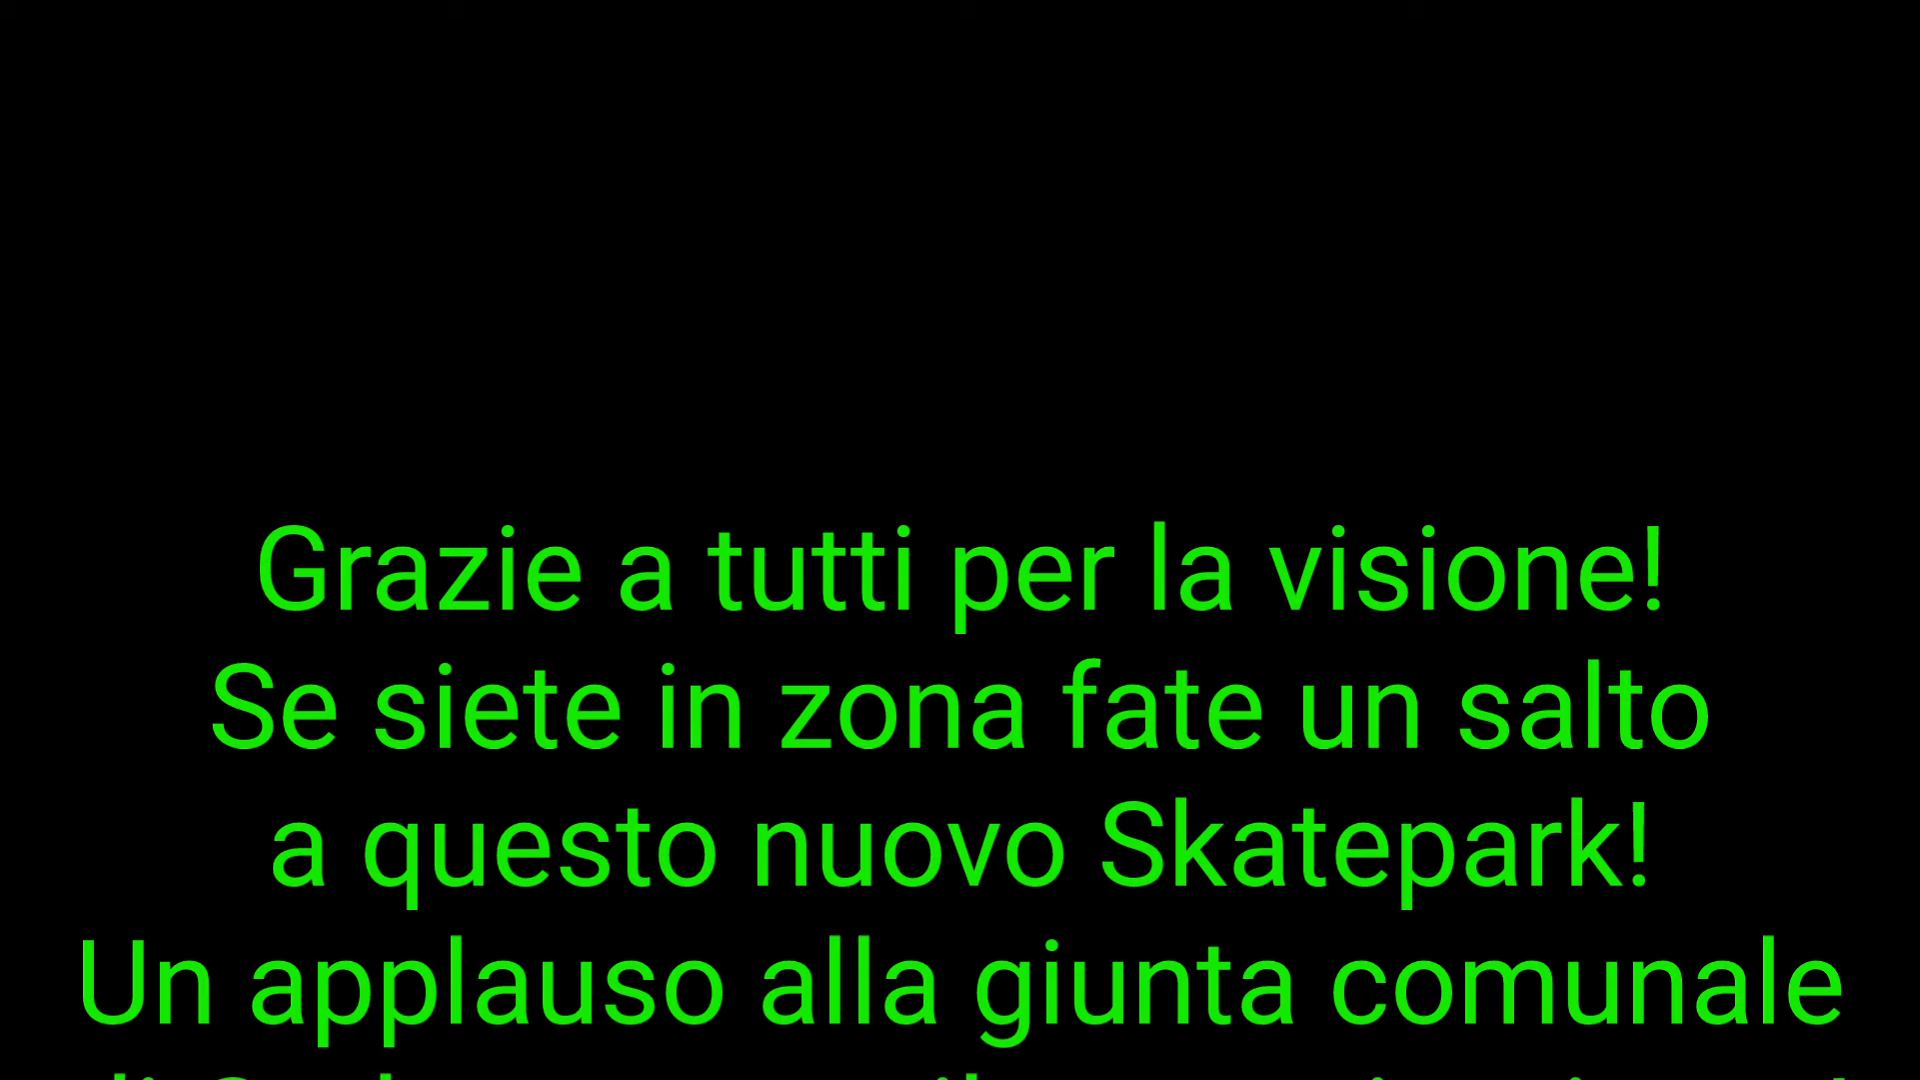 Grazie a tutti per la visione!
Se siete in zona fate un salto
a questo nuovo Skatepark!
Un applauso alla giunta comunale